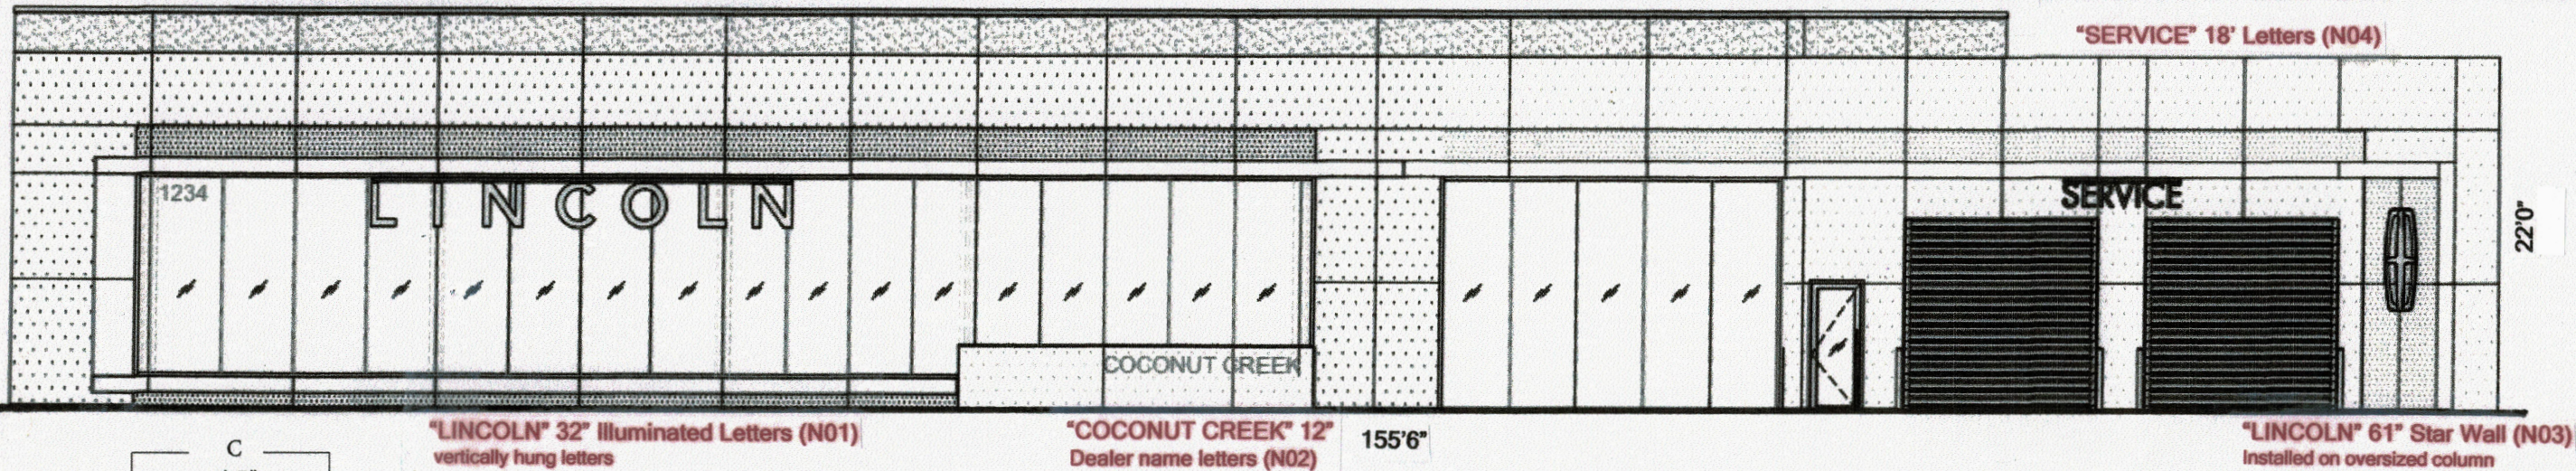 “SERVICE” 18’ Letters (N04)
1234
LINCOLN
SERVICE
22'0”
COCONUT CREEK
“LINCOLN” 32” Illuminated Letters (N01)
vertically hung letters
“COCONUT CREEK” 12”
Dealer name letters (N02)
155'6”
“LINCOLN” 61” Star Wall (N03)
Installed on oversized column
C